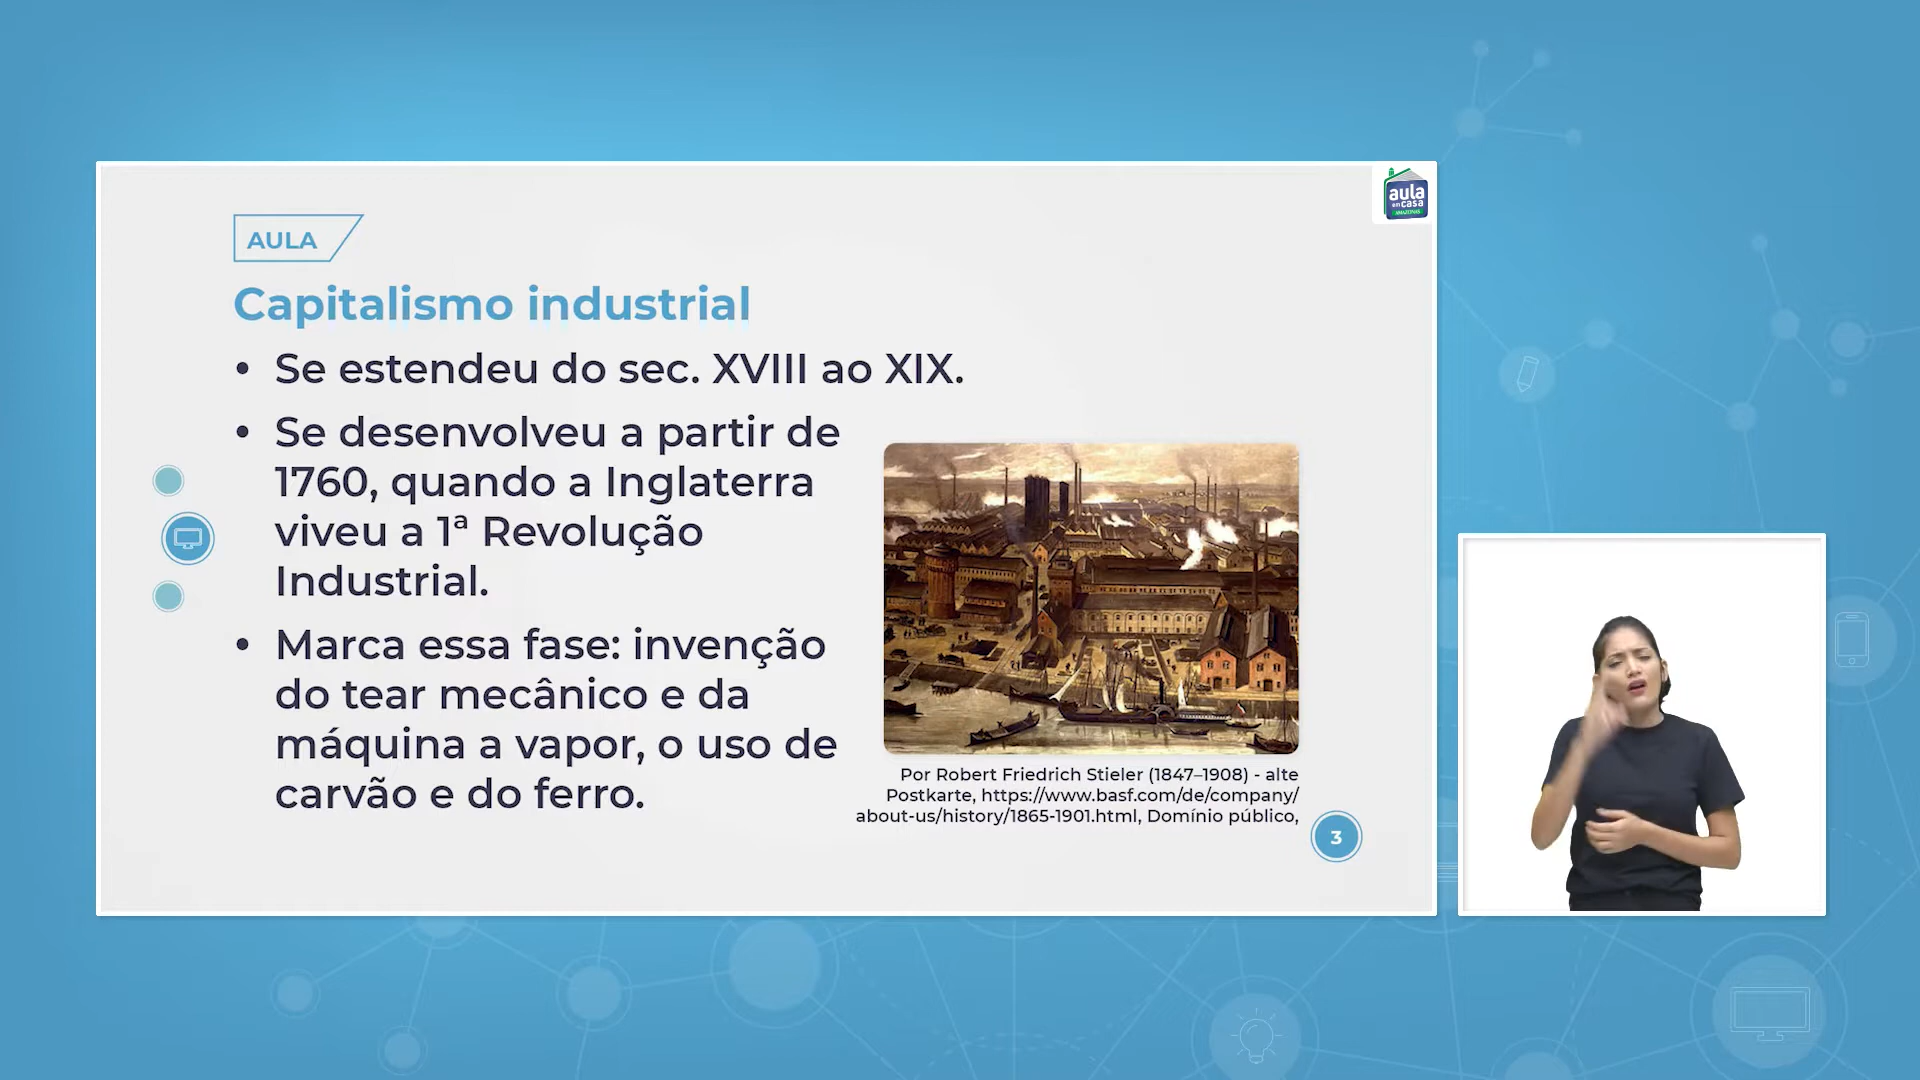 aula
em casa
AMAZONAS
AULA
Capitalismo industrial
• Se estendeu do sec. XVIII ao XIX.
• Se desenvolveu a partir de
1760, quando a Inglaterra
viveu a 1ª Revolução
Industrial.
• Marca essa fase: invenção
do tear mecânico e da
máquina a vapor, o uso de
carvão e do ferro.
Por Robert Friedrich Stieler (1847–1908) - alte
Postkarte, https://www.basf.com/de/company/
about-us/history/1865-1901.html, Domínio público,
3